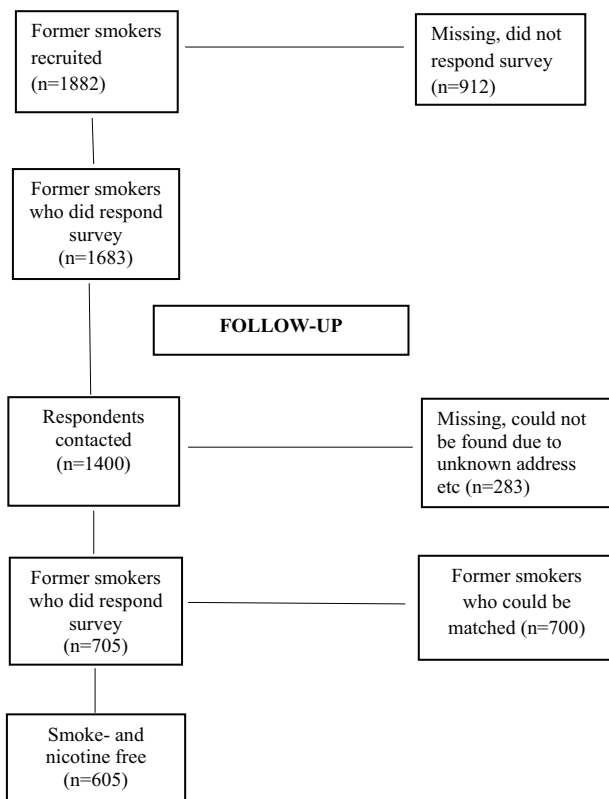 Former smokers
recruited
(n=1882)
Missing, did not
respond survey
(n=912)
Former smokers
who did respond
survey
(n=1683)
FOLLOW-UP
Respondents
contacted
(n=1400)
Missing, could not
be found due to
unknown address
etc (n=283)
Former smokers
who did respond
survey
(n=705)
Former smokers
who could be
matched (n=700)
Smoke- and
nicotine free
(n=605)